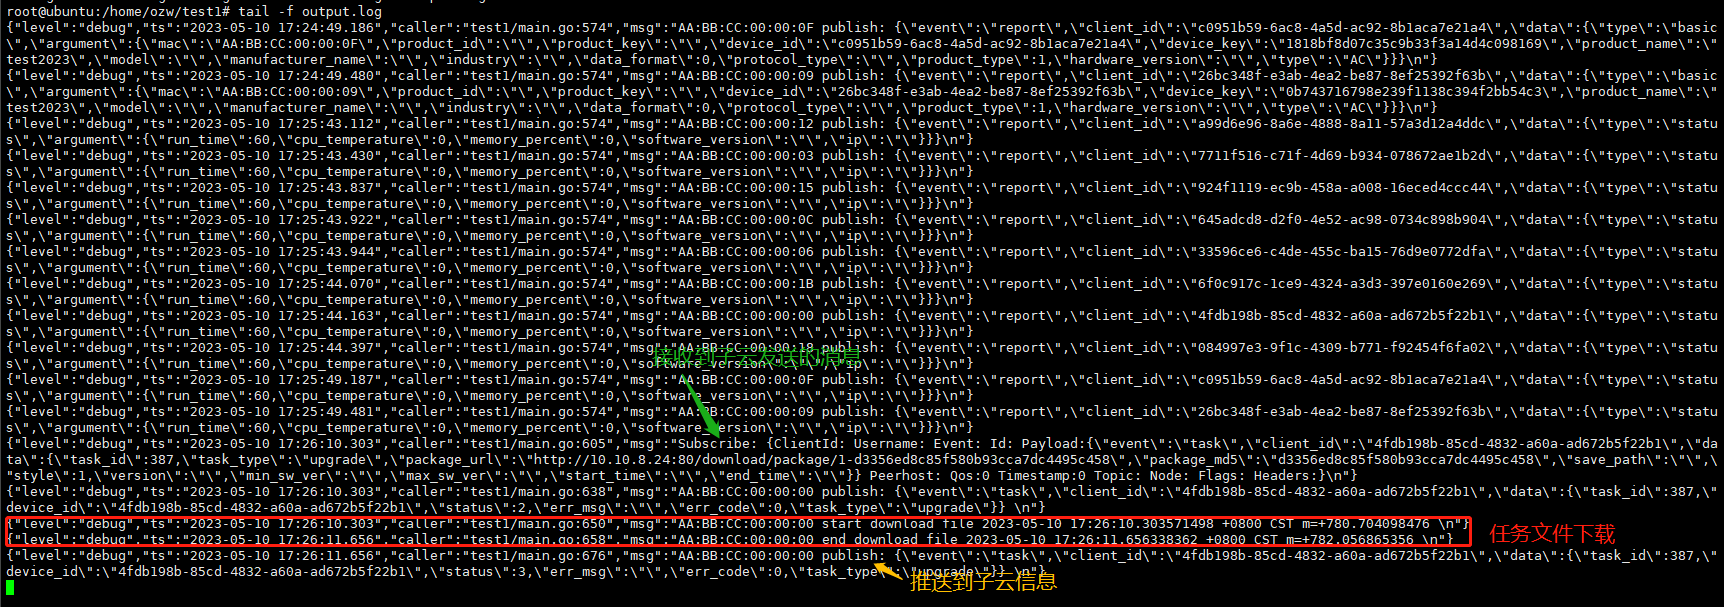 root@ubuntu:/home/ozw/test1# tail -f output.log
{"level":"debug","ts":"2023-05-10 17:24:49.186","caller":"test1/main.go:574","msg":"AA:BB:CC:00:00:0F publish: {\"event\":\"report\",\"client_id\":\"c0951b59-6ac8-4a5d-ac92-8b1aca7e21a4\",\"data\":{\"type\":\"basic
\",\"argument\":{\"mac\":\"AA:BB:CC:00:00:0F\",\"product_id\":\"\",\"product_key\":\"\",\"device_id\":\"c0951b59-6ac8-4a5d-ac92-8b1aca7e21a4\",\"device_key\":\"1818bf8d07c35c9b33f3a14d4c098169\",\"product_name\":\"
test2023\",\"model\":\"\",\"manufacturer_name\":\"\",\"industry\":\"\",\"data_format\":0,\"protocol_type\":\"\",\"product_type\":1,\"hardware_version\":\"\",\"type\":\"AC\"}}}\n"}
{"level":"debug","ts":"2023-05-10 17:24:49.480","caller":"test1/main.go:574","msg":"AA:BB:CC:00:00:09 publish: {\"event\":\"report\",\"client_id\":\"26bc348f-e3ab-4ea2-be87-8ef25392f63b\",\"data\":{\"type\":\"basic
\",\"argument\":{\"mac\":\"AA:BB:CC:00:00:09\",\"product_id\":\"\",\"product_key\":\"\",\"device_id\":\"26bc348f-e3ab-4ea2-be87-8ef25392f63b\",\"device_key\":\"0b743716798e239f1138c394f2bb54c3\",\"product_name\":\"
test2023\",\"model\":\"\",\"manufacturer_name\":\"\",\"industry\":\"\",\"data_format\":0,\"protocol_type\":\"\",\"product_type\":1,\"hardware_version\":\"\",\"type\":\"AC\"}}}\n"}
{"level":"debug","ts":"2023-05-10 17:25:43.112","caller":"test1/main.go:574","msg":"AA:BB:CC:00:00:12 publish: {\"event\":\"report\",\"client_id\":\"a99d6e96-8a6e-4888-8a11-57a3d12a4ddc\",\"data\":{\"type\":\"statu
s\",\"argument\":{\"run_time\":60,\"cpu_temperature\":0,\"memory_percent\":0,\"software_version\":\"\",\"ip\":\"\"}}}\n"}
{"level":"debug","ts":"2023-05-10 17:25:43.430","caller":"test1/main.go:574","msg":"AA:BB:CC:00:00:03 publish: {\"event\":\"report\",\"client_id\":\"7711f516-c71f-4d69-b934-078672ae1b2d\",\"data\":{\"type\":\"statu
s\",\"argument\":{\"run_time\":60,\"cpu_temperature\":0,\"memory_percent\":0,\"software_version\":\"\",\"ip\":\"\"}}}\n"}
{"level":"debug","ts":"2023-05-10 17:25:43.837","caller":"test1/main.go:574","msg":"AA:BB:CC:00:00:15 publish: {\"event\":\"report\",\"client_id\":\"924f1119-ec9b-458a-a008-16eced4ccc44\",\"data\":{\"type\":\"statu
s\",\"argument\":{\"run_time\":60,\"cpu_temperature\":0,\"memory_percent\":0,\"software_version\":\"\",\"ip\":\"\"}}}\n"}
{"level":"debug","ts":"2023-05-10 17:25:43.922","caller":"test1/main.go:574","msg":"AA:BB:CC:00:00:0C publish: {\"event\":\"report\",\"client_id\":\"645adcd8-d2f0-4e52-ac98-0734c898b904\",\"data\":{\"type\":\"statu
s\",\"argument\":{\"run_time\":60,\"cpu_temperature\":0,\"memory_percent\":0,\"software_version\":\"\",\"ip\":\"\"}}}\n"}
{"level":"debug","ts":"2023-05-10 17:25:43.944","caller":"test1/main.go:574","msg":"AA:BB:CC:00:00:06 publish: {\"event\":\"report\",\"client_id\":\"33596ce6-c4de-455c-ba15-76d9e0772dfa\",\"data\":{\"type\":\"statu
s\",\"argument\":{\"run_time\":60,\"cpu_temperature\":0,\"memory_percent\":0,\"software_version\":\"\",\"ip\":\"\"}}}\n"}
{"level":"debug","ts":"2023-05-10 17:25:44.070","caller":"test1/main.go:574","msg":"AA:BB:CC:00:00:1B publish: {\"event\":\"report\",\"client_id\":\"6f0c917c-1ce9-4324-a3d3-397e0160e269\",\"data\":{\"type\":\"statu
s\",\"argument\":{\"run_time\":60,\"cpu_temperature\":0,\"memory_percent\":0,\"software_version\":\"\",\"ip\":\"\"}}}\n"}
{"level":"debug","ts":"2023-05-10 17:25:44.163","caller":"test1/main.go:574","msg":"AA:BB:CC:00:00:00 publish: {\"event\":\"report\",\"client_id\":\"4fdb198b-85cd-4832-a60a-ad672b5f22b1\",\"data\":{\"type\":\"statu
s\",\"argument\":{\"run_time\":60,\"cpu_temperature\":0,\"memory_percent\":0,\"software_version\":\"\",\"ip\":\"\"}}}\n"}
{"level":"debug","ts":"2023-05-10 17:25:44.397","caller":"test1/main.go:574","msg":"AA:BB:CC:00:00:18 publish: {\"event\":\"report\",\"client_id\":\"084997e3-9f1c-4309-b771-f92454f6fa02\",\"data\":{\"type\":\"statu
接收到子云发送的消息
s\",\"argument\":{\"run_time\":60,\"cpu_temperature\":0,\"memory_percent\":0,\"software_version\":\"\",\"ip\":\"\"}}}\n"}
{"level":"debug","ts":"2023-05-10 17:25:49.187","caller":"test1/main.go:574","msg":"AA:BB:CC:00:00:0F publish: {\"event\":\"report\",\"client_id\":\"c0951b59-6ac8-4a5d-ac92-8b1aca7e21a4\",\"data\":{\"type\":\"statu
s\",\"argument\":{\"run_time\":60,\"cpu_temperature\":0,\"memory_percent\":0,\"software_version\":\"\",\"ip\":\"\"}}}\n"}
{"level":"debug","ts":"2023-05-10 17:25:49.481","caller":"test1/main.go:574","msg":"AA:BB:CC:00:00:09 publish: {\"event\":\"report\",\"client_id\":\"26bc348f-e3ab-4ea2-be87-8ef25392f63b\",\"data\":{\"type\":\"statu
s\",\"argument\":{\"run_time\":60,\"cpu_temperature\":0,\"memory_percent\":0,\"software_version\":\"\",\"ip\":\"\"}}}\n"}
{"level":"debug","ts":"2023-05-10 17:26:10.303","caller":"test1/main.go:605","msg":"Subscribe: {ClientId: Username: Event: Id: Payload:{\"event\":\"task\",\"client_id\":\"4fdb198b-85cd-4832-a60a-ad672b5f22b1\",\"da
ta\":{\"task_id\":387,\"task_type\":\"upgrade\",\"package_url\":\"http://10.10.8.24:80/download/package/1-d3356ed8c85f580b93cca7dc4495c458\",\"package_md5\":\"d3356ed8c85f580b93cca7dc4495c458\",\"save_path\":\"\",\
"style\":1,\"version\":\"\",\"min_sw_ver\":\"\",\"max_sw_ver\":\"\",\"start_time\":\"\",\"end_time\":\"\"}} Peerhost: Qos:0 Timestamp:0 Topic: Node: Flags: Headers:}\n"}
{"level":"debug","ts":"2023-05-10 17:26:10.303","caller":"test1/main.go:638","msg":"AA:BB:CC:00:00:00 publish: {\"event\":\"task\",\"client_id\":\"4fdb198b-85cd-4832-a60a-ad672b5f22b1\",\"data\":{\"task_id\":387,\"
device_id\":\"4fdb198b-85cd-4832-a60a-ad672b5f22b1\",\"status\":2,\"err_msg\":\"\",\"err_code\":0,\"task_type\":\"upgrade\"}} \n"}
{"level":"debug","ts":"2023-05-10 17:26:10.303","caller":"test1/main.go:650","msg":"AA:BB:CC:00:00:00 start download file 2023-05-10 17:26:10.303571498 +0800 CST m=+780.704098476 \n"}
{"level":"debug","ts":"2023-05-10 17:26:11.656","caller":"test1/main.go:658","msg":"AA:BB:CC:00:00:00 end download file 2023-05-10 17:26:11.656338362 +0800 CST m=+782.056865356 \n"}
任务文件下载
{"level":"debug","ts":"2023-05-10 17:26:11.656","caller":"test1/main.go:676","msg":"AA:BB:CC:00:00:00 publish: {\"event\":\"task\",\"client_id\":\"4fdb198b-85cd-4832-a60a-ad672b5f22b1\",\"data\":{\"task_id\":387,\"
device_id\":\"4fdb198b-85cd-4832-a60a-ad672b5f22b1\",\"status\":3,\"err_msg\":\"\",\"err_code\":0,\"task_type\":\"upgrade\"}} \n"}
推送到子云信息